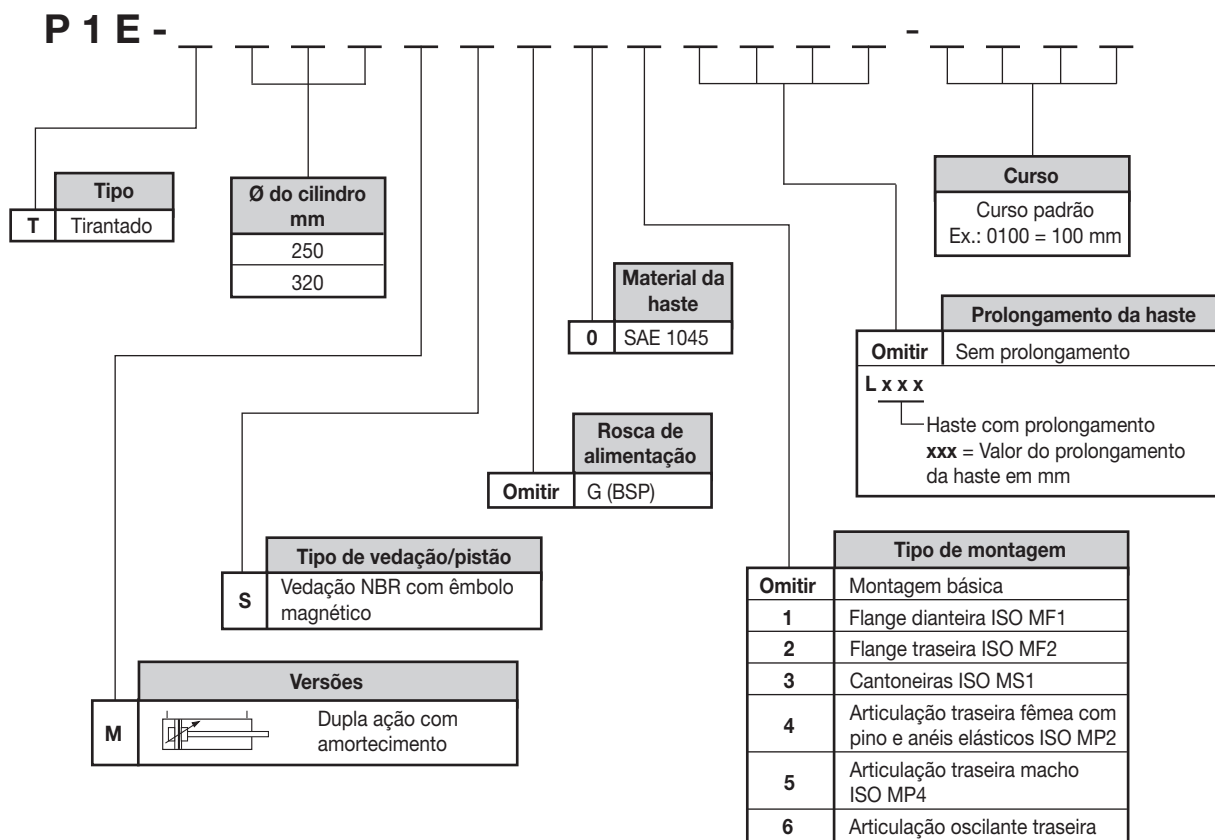 P 1 E - -
Tipo
T Tirantado
Ø do cilindro
mm
250
320
Curso
Curso padrão
Ex.: 0100 = 100 mm
Material da
haste
0 SAE 1045
Prolongamento da haste
Omitir Sem prolongamento
L x x x
Haste com prolongamento
xxx = Valor do prolongamento
da haste em mm
Rosca de
alimentação
Omitir G (BSP)
Tipo de vedação/pistão
S Vedação NBR com êmbolo
magnético
Versões
M Dupla ação com
amortecimento
Tipo de montagem
Omitir Montagem básica
1 Flange dianteira ISO MF1
2 Flange traseira ISO MF2
3 Cantoneiras ISO MS1
4 Articulação traseira fêmea com
pino e anéis elásticos ISO MP2
5 Articulação traseira macho
ISO MP4
6 Articulação oscilante traseira